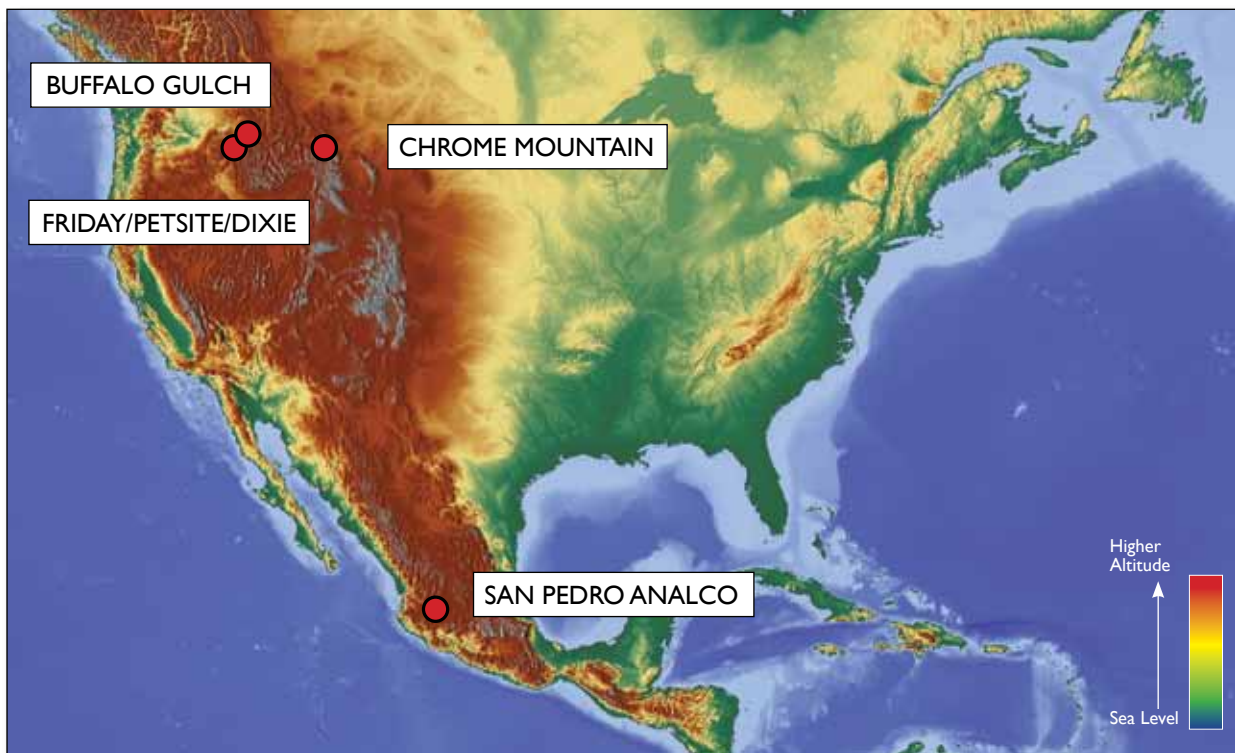 BUFFALO GULCH
CHROME MOUNTAIN
FRIDAY/PETSITE/DIXIE
SAN PEDRO ANALCO
Higher
Altitude
Sea Level